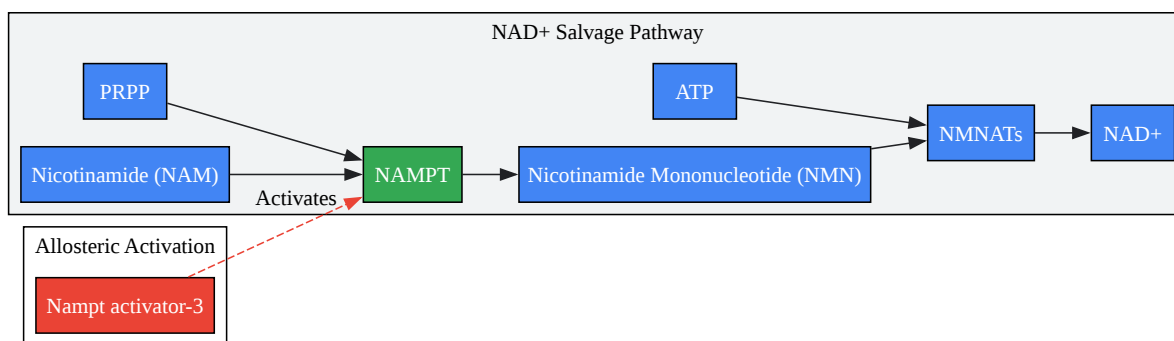 NAD+ Salvage Pathway
PRPP
ATP
NMNATs
NAD+
Nicotinamide (NAM)
NAMPT
Nicotinamide Mononucleotide (NMN)
Activates
Allosteric Activation
Nampt activator-3